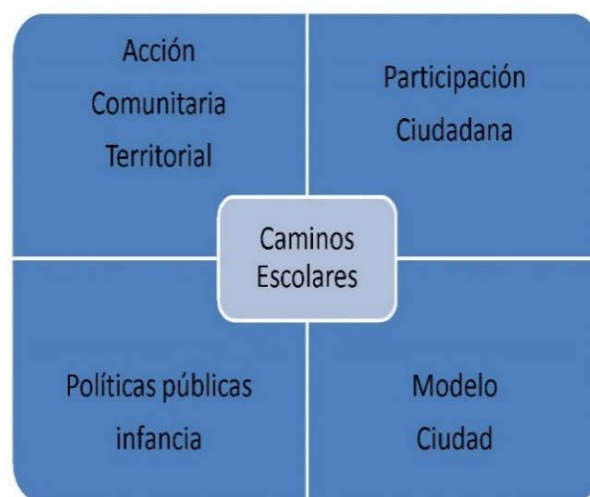 Acción
Comunitaria
Territorial
Participación
Ciudadana
Caminos
Escolares
Políticas públicas
infancia
Modelo
Ciudad